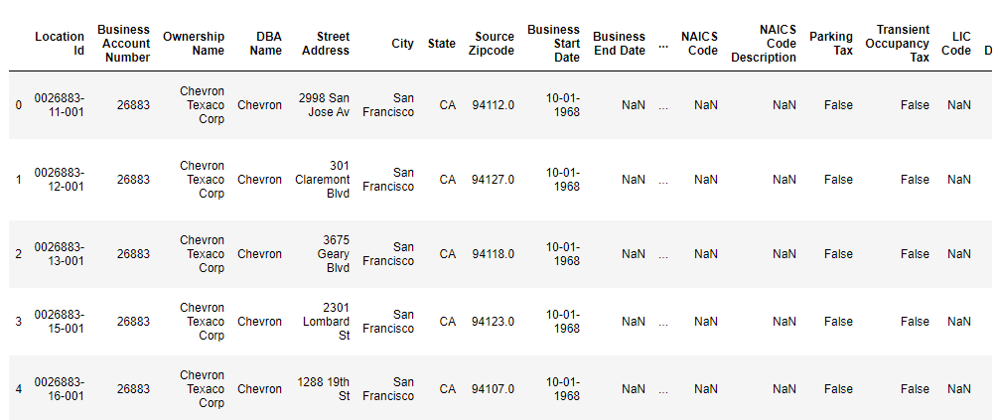 Location Id Business Account Number Ownership Name DBA Name Street Address City State Source Zipcode Business Start Date Business End Date ... NAICS Code NAICS Code Description Parking Tax Transient Occupancy Tax LIC Code D
0 0026883-11-001 26883 Chevron Texaco Corp Chevron 2998 San Jose Av San Francisco CA 94112.0 10-01-1968 NaN ... NaN NaN False False NaN
1 0026883-12-001 26883 Chevron Texaco Corp Chevron 301 Claremont Blvd San Francisco CA 94127.0 10-01-1968 NaN ... NaN NaN False False NaN
2 0026883-13-001 26883 Chevron Texaco Corp Chevron 3675 Geary Blvd San Francisco CA 94118.0 10-01-1968 NaN ... NaN NaN False False NaN
3 0026883-15-001 26883 Chevron Texaco Corp Chevron 2301 Lombard St San Francisco CA 94123.0 10-01-1968 NaN ... NaN NaN False False NaN
4 0026883-16-001 26883 Chevron Texaco Corp Chevron 1288 19th St San Francisco CA 94107.0 10-01-1968 NaN ... NaN NaN False False NaN